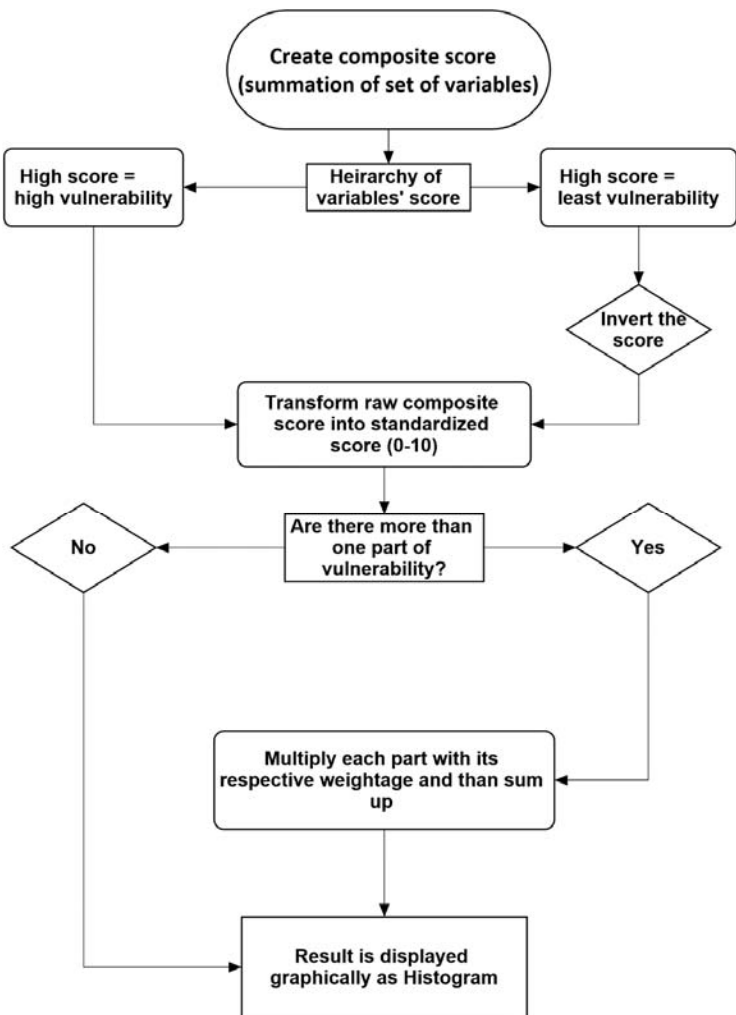 Create composite score
(summation of set of variables)
High score =
high vulnerability
Heirarchy of
variables' score
High score =
least vulnerability
Invert the
score
Transform raw composite
score into standardized
score (0-10)
No
Are there more than
one part of
vulnerability?
Yes
Multiply each part with its
respective weightage and than sum
up
Result is displayed
graphically as Histogram